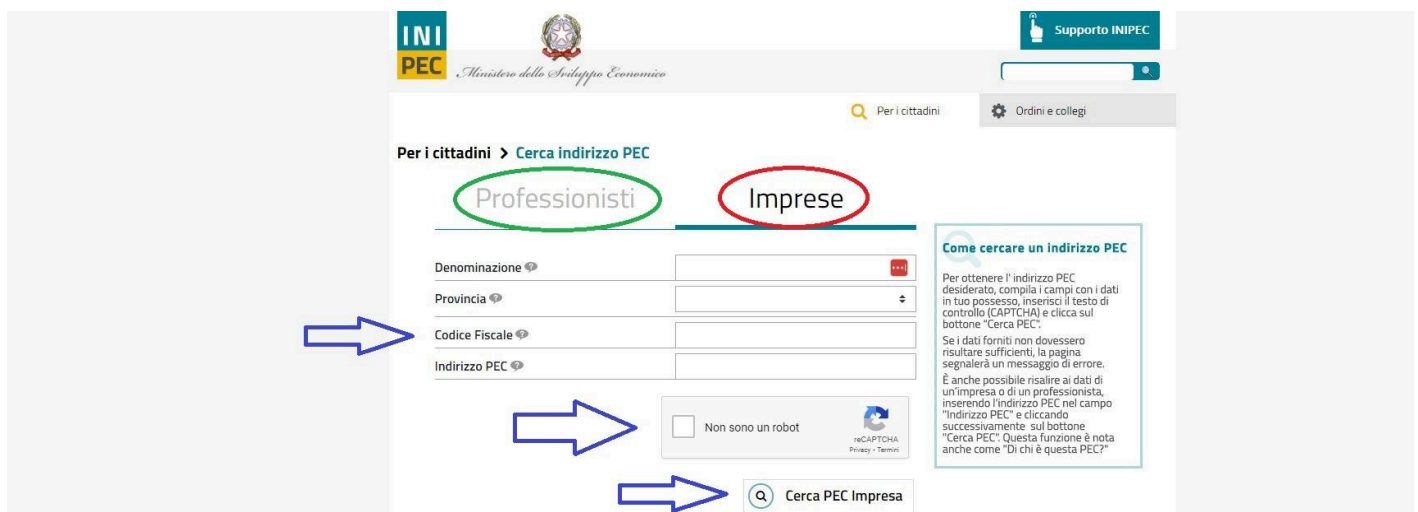 INI
PEC
Ministero dello Sviluppo Economico
Supporto INIPEC
Per i cittadini
Ordini e collegi
Per i cittadini > Cerca indirizzo PEC
Professionisti
Imprese
Denominazione
Provincia
Codice Fiscale
Indirizzo PEC
Non sono un robot
reCAPTCHA
Privacy - Termini
Cerca PEC Impresa
Come cercare un indirizzo PEC
Per ottenere l' indirizzo PEC
desiderato, compila i campi con i dati
in tuo possesso, inserisci il testo di
controllo (CAPTCHA) e clicca sul
bottone "Cerca PEC".
Se i dati forniti non dovessero
risultare sufficienti, la pagina
segnalerà un messaggio di errore.
È anche possibile risalire ai dati di
un'impresa o di un professionista,
inserendo l'indirizzo PEC nel campo
"Indirizzo PEC" e cliccando
successivamente sul bottone
"Cerca PEC". Questa funzione è nota
anche come "Di chi è questa PEC?"